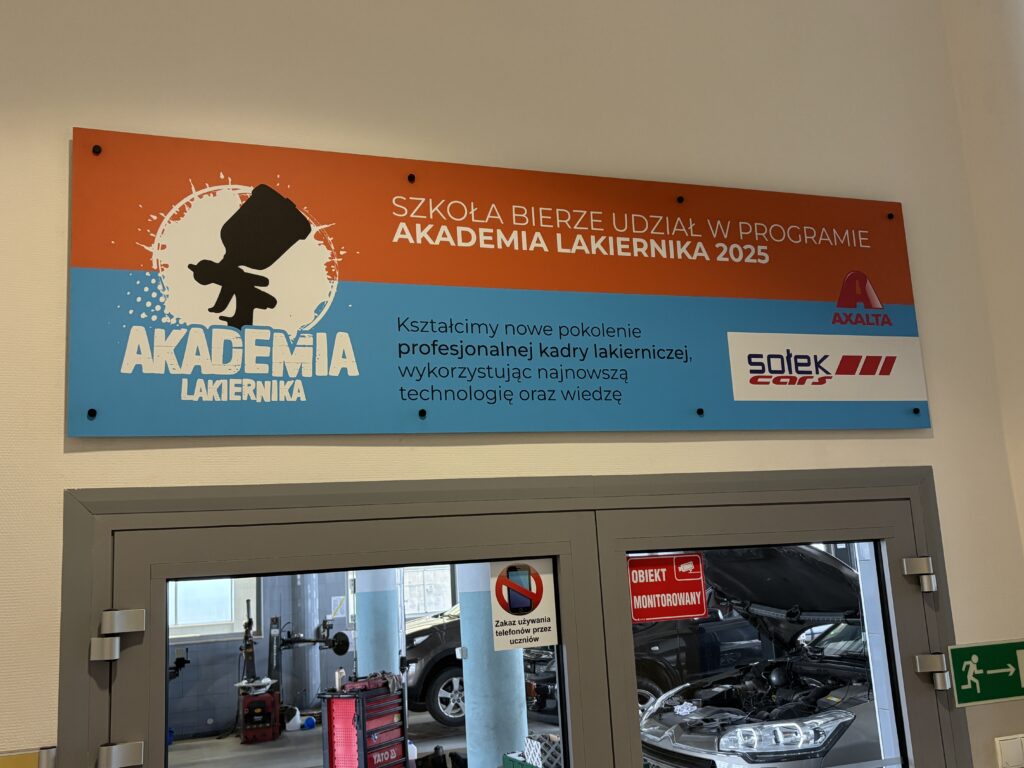 SZKOŁA BIERZE UDZIAŁ W PROGRAMIE
AKADEMIA LAKIERNIKA 2025
AKADEMIA
LAKIERNIKA
Kształcimy nowe pokolenie
profesjonalnej kadry lakierniczej,
wykorzystując najnowszą
technologię oraz wiedzę
AXALTA
sołek
cars
Zakaz używania
telefonów przez
uczniów
OBIEKT
MONITOROWANY
YATO